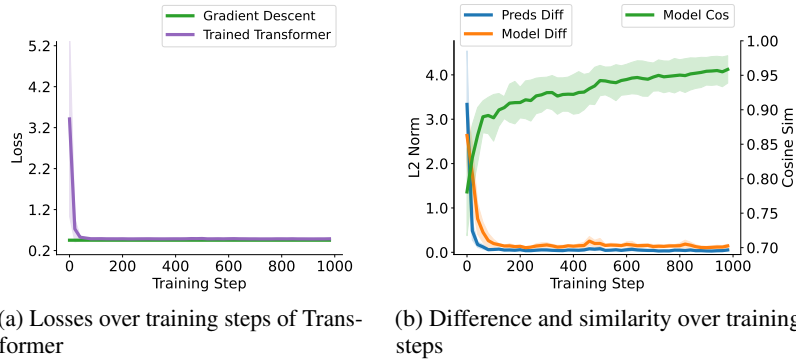 Gradient Descent
Trained Transformer
5.2
4.2
3.2
2.2
1.2
0.2
Loss
0 200 400 600 800 1000
Training Step
(a) Losses over training steps of Trans-
former
Preds Diff
Model Diff
Model Cos
4.0
3.0
2.0
1.0
0.0
L2 Norm
1.00
0.95
0.90
0.85
0.80
0.75
0.70
Cosine Sim
0 200 400 600 800 1000
Training Step
(b) Difference and similarity over training
steps